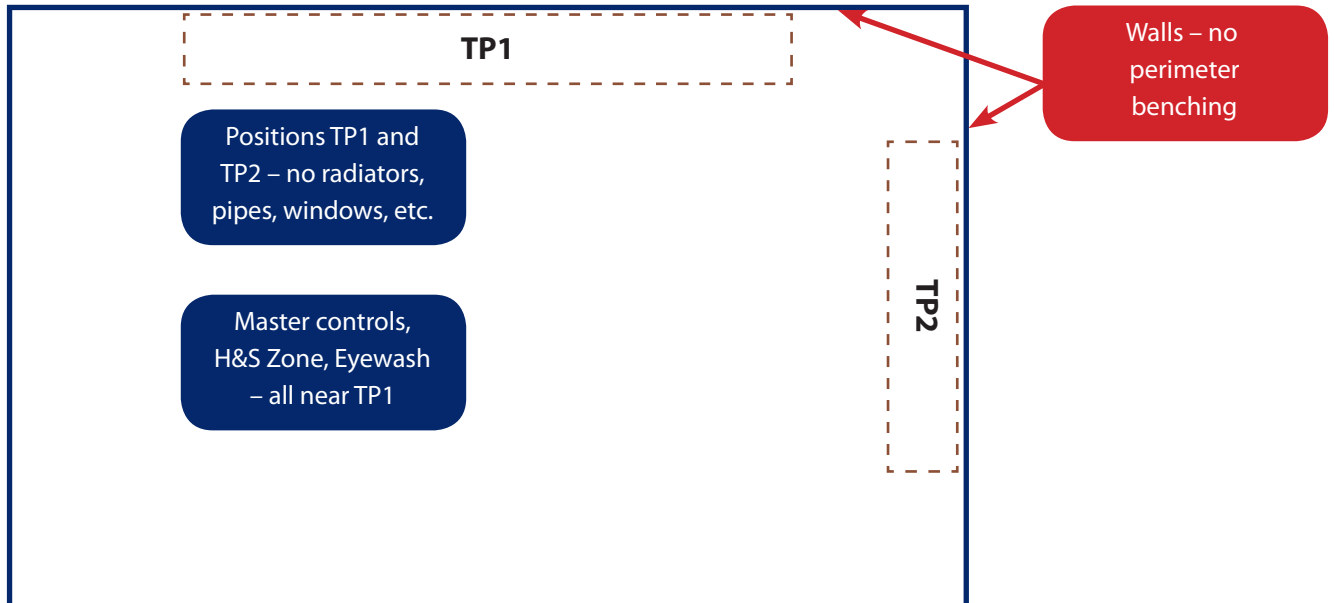 TP1
Walls – no
perimeter
benching
Positions TP1 and
TP2 – no radiators,
pipes, windows, etc.
TP2
Master controls,
H&S Zone, Eyewash
– all near TP1